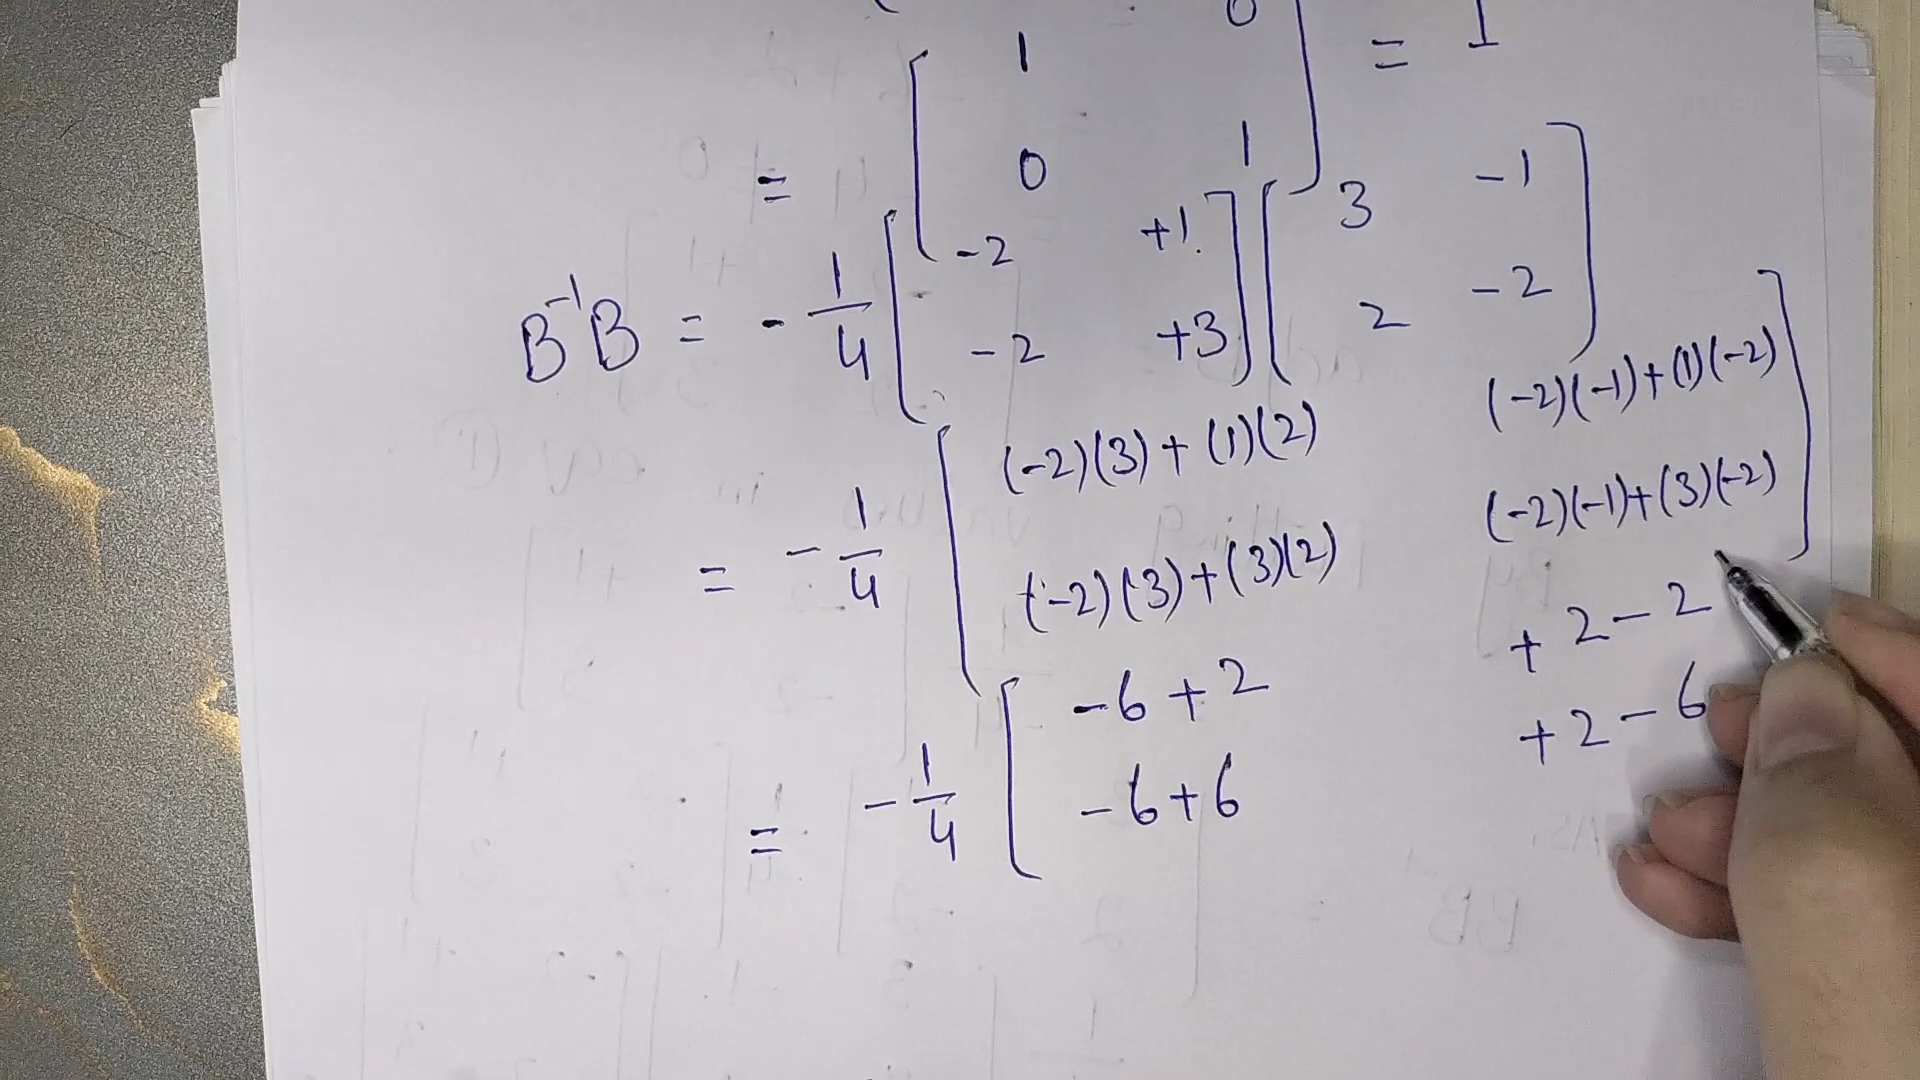 [ 1 0
0 1 ] = I
=
B⁻¹B = - 1/4 [ -2 +1 ] [ 3 -1 ]
[ -2 +3 ] [ 2 -2 ]
= - 1/4 [ (-2)(3) + (1)(2) (-2)(-1) + (1)(-2) ]
[ (-2)(3) + (3)(2) (-2)(-1) + (3)(-2) ]
= - 1/4 [ -6 + 2 + 2 - 2
-6 + 6 + 2 - 6